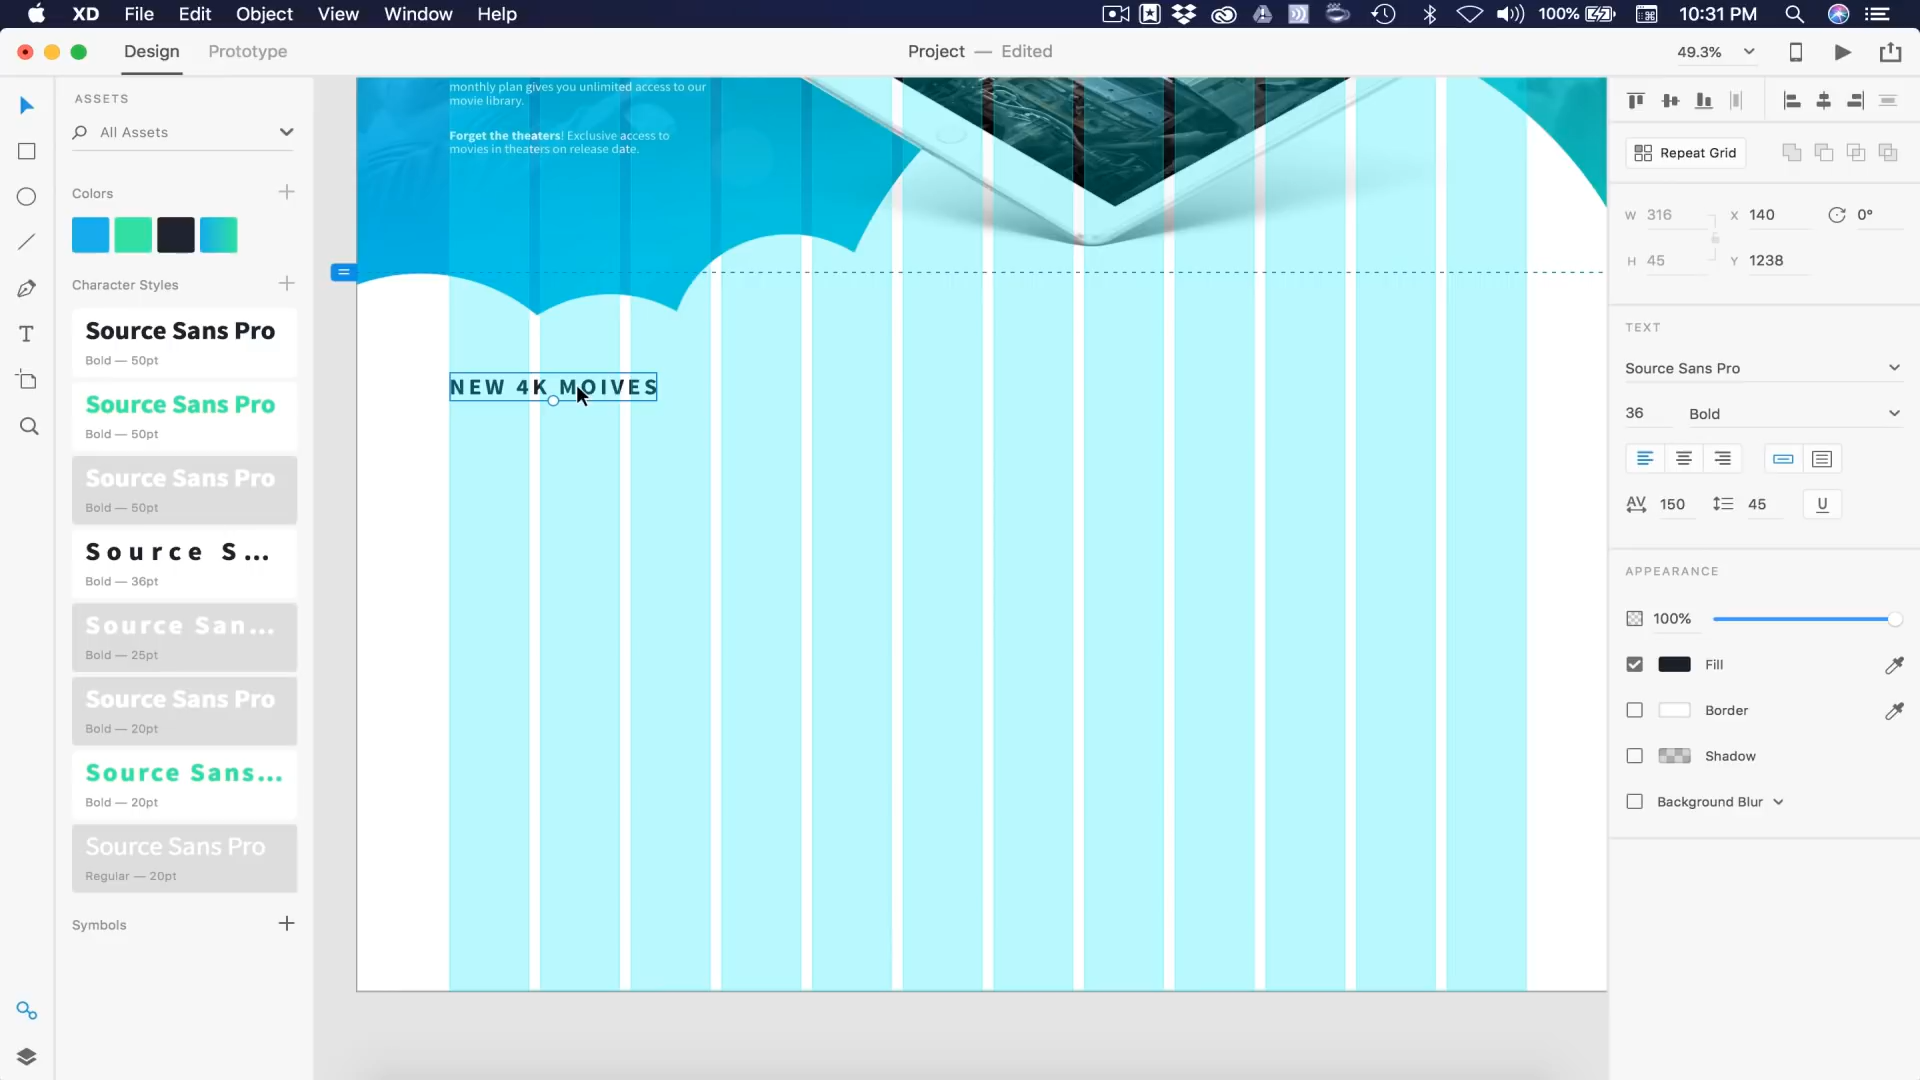 XD File Edit Object View Window Help 100% 10:31 PM
Design Prototype Project — Edited 49.3%
ASSETS
All Assets
Colors
Character Styles
Source Sans Pro
Bold — 50pt
Source Sans Pro
Bold — 50pt
Source Sans Pro
Bold — 50pt
Source S...
Bold — 36pt
Source San...
Bold — 25pt
Source Sans Pro
Bold — 20pt
Source Sans...
Bold — 20pt
Source Sans Pro
Regular — 20pt
Symbols
monthly plan gives you unlimited access to our
movie library.
Forget the theaters! Exclusive access to
movies in theaters on release date.
NEW 4K MOIVES
Repeat Grid
W 316 X 140 0°
H 45 Y 1238
TEXT
Source Sans Pro
36 Bold
AV 150 45 U
APPEARANCE
100%
Fill
Border
Shadow
Background Blur